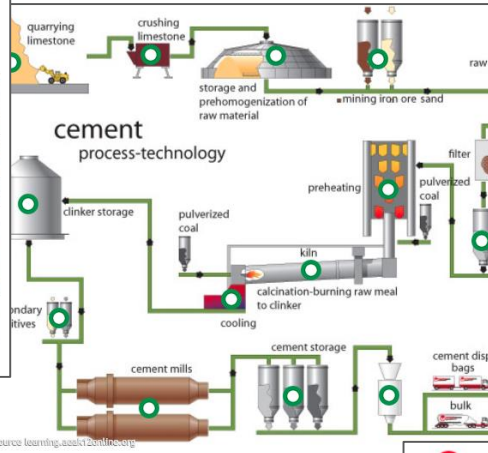 quarrying
limestone
crushing
limestone
storage and
prehomogenization of
raw material
mining iron ore sand
raw
cement
process-technology
filter
preheating
pulverized
coal
clinker storage
pulverized
coal
kiln
calcination-burning raw meal
to clinker
cooling
ondary
itives
cement storage
cement mills
cement disp
bags
bulk